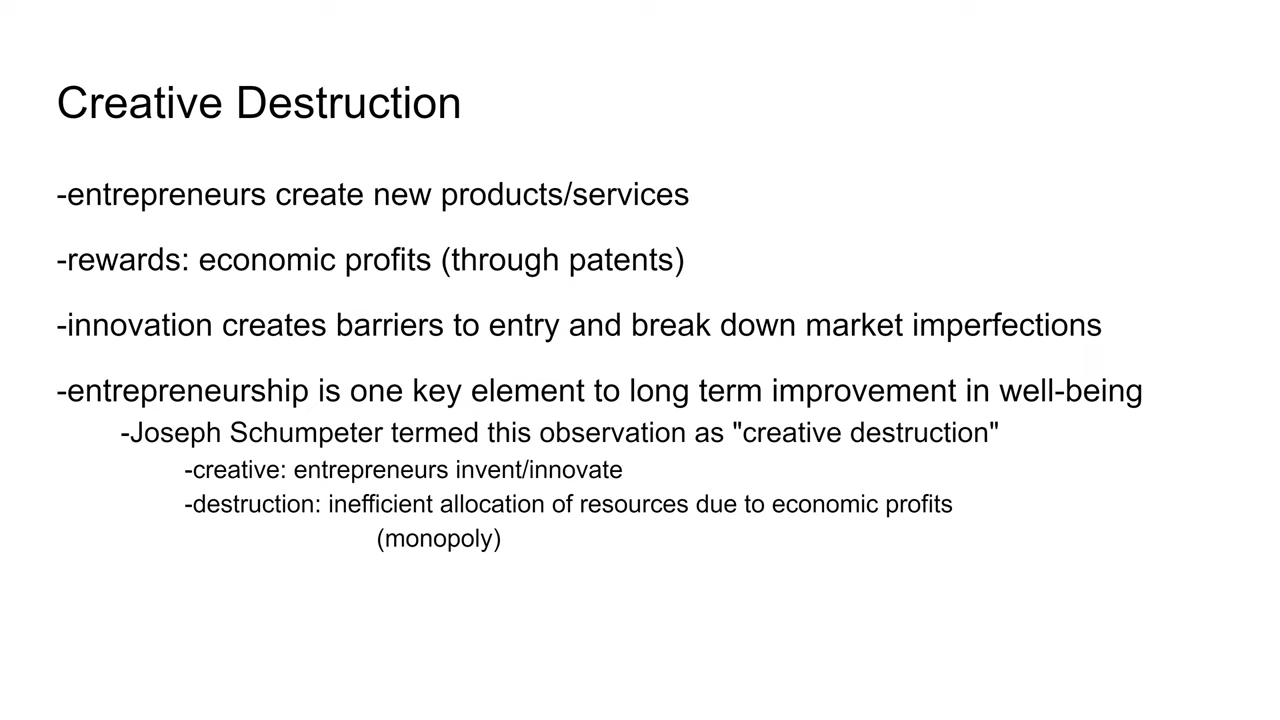 Creative Destruction
-entrepreneurs create new products/services
-rewards: economic profits (through patents)
-innovation creates barriers to entry and break down market imperfections
-entrepreneurship is one key element to long term improvement in well-being
-Joseph Schumpeter termed this observation as "creative destruction"
-creative: entrepreneurs invent/innovate
-destruction: inefficient allocation of resources due to economic profits
(monopoly)